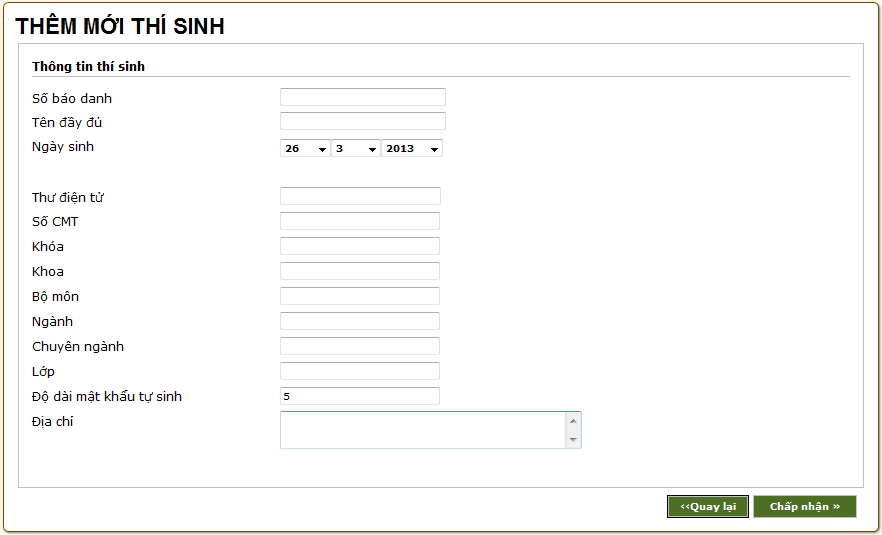 THÊM MỚI THÍ SINH
Thông tin thí sinh
Số báo danh
Tên đầy đủ
Ngày sinh 26 3 2013
Thư điện tử
Số CMT
Khóa
Khoa
Bộ môn
Ngành
Chuyên ngành
Lớp
Độ dài mật khẩu tự sinh 5
Địa chỉ
‹‹Quay lại Chấp nhận »